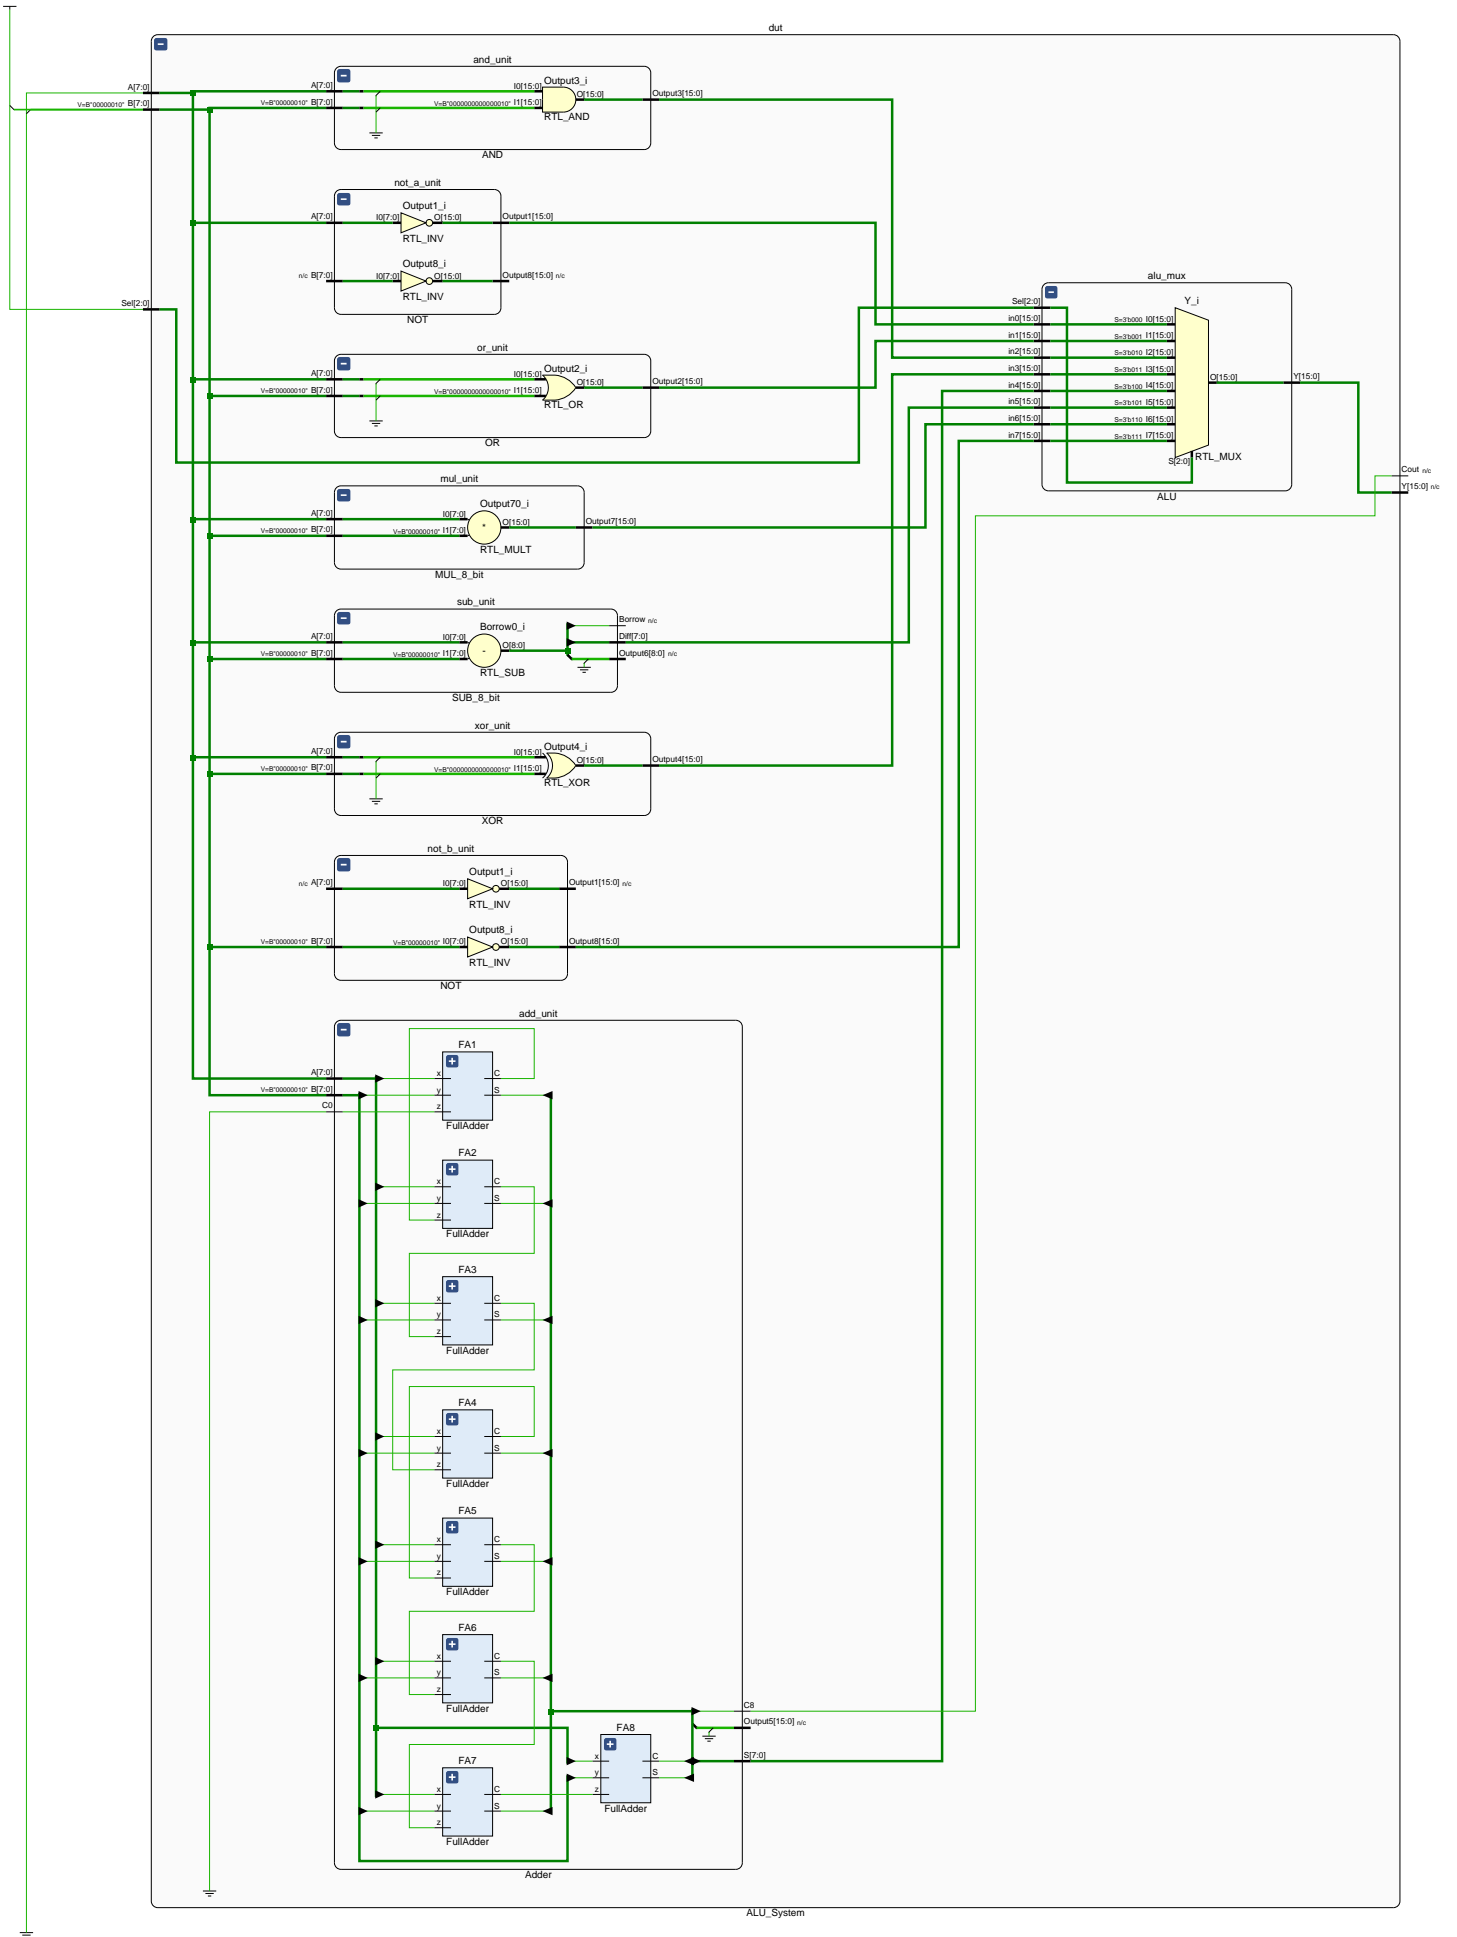 dut
A[7:0]
V=B"00000010" B[7:0]
Sel[2:0]
and_unit
A[7:0]
V=B"00000010" B[7:0]
I0[15:0]
V=B"0000000000000010" I1[15:0]
Output3_i
O[15:0]
RTL_AND
Output3[15:0]
AND
not_a_unit
A[7:0]
I0[7:0]
Output1_i
O[15:0]
RTL_INV
Output1[15:0]
n/c B[7:0]
I0[7:0]
Output8_i
O[15:0]
RTL_INV
Output8[15:0] n/c
NOT
or_unit
A[7:0]
V=B"00000010" B[7:0]
I0[15:0]
V=B"0000000000000010" I1[15:0]
Output2_i
O[15:0]
RTL_OR
Output2[15:0]
OR
mul_unit
A[7:0]
V=B"00000010" B[7:0]
I0[7:0]
V=B"00000010" I1[7:0]
Output70_i
*
O[15:0]
RTL_MULT
Output7[15:0]
MUL_8_bit
sub_unit
A[7:0]
V=B"00000010" B[7:0]
I0[7:0]
V=B"00000010" I1[7:0]
Borrow0_i
-
O[8:0]
RTL_SUB
Borrow n/c
Diff[7:0]
Output6[8:0] n/c
SUB_8_bit
xor_unit
A[7:0]
V=B"00000010" B[7:0]
I0[15:0]
V=B"0000000000000010" I1[15:0]
Output4_i
O[15:0]
RTL_XOR
Output4[15:0]
XOR
not_b_unit
n/c A[7:0]
I0[7:0]
Output1_i
O[15:0]
RTL_INV
Output1[15:0] n/c
V=B"00000010" B[7:0]
V=B"00000010" I0[7:0]
Output8_i
O[15:0]
RTL_INV
Output8[15:0]
NOT
add_unit
A[7:0]
V=B"00000010" B[7:0]
C0
FA1
x C
y S
z
FullAdder
FA2
x C
y S
z
FullAdder
FA3
x C
y S
z
FullAdder
FA4
x C
y S
z
FullAdder
FA5
x C
y S
z
FullAdder
FA6
x C
y S
z
FullAdder
FA7
x C
y S
z
FullAdder
FA8
x C
y S
z
FullAdder
C8
Output5[15:0] n/c
S[7:0]
Adder
alu_mux
Sel[2:0]
in0[15:0]
in1[15:0]
in2[15:0]
in3[15:0]
in4[15:0]
in5[15:0]
in6[15:0]
in7[15:0]
Y_i
S=3'b000 I0[15:0]
S=3'b001 I1[15:0]
S=3'b010 I2[15:0]
S=3'b011 I3[15:0]
S=3'b100 I4[15:0]
S=3'b101 I5[15:0]
S=3'b110 I6[15:0]
S=3'b111 I7[15:0]
S[2:0]
O[15:0]
RTL_MUX
Y[15:0]
ALU
Cout n/c
Y[15:0] n/c
ALU_System